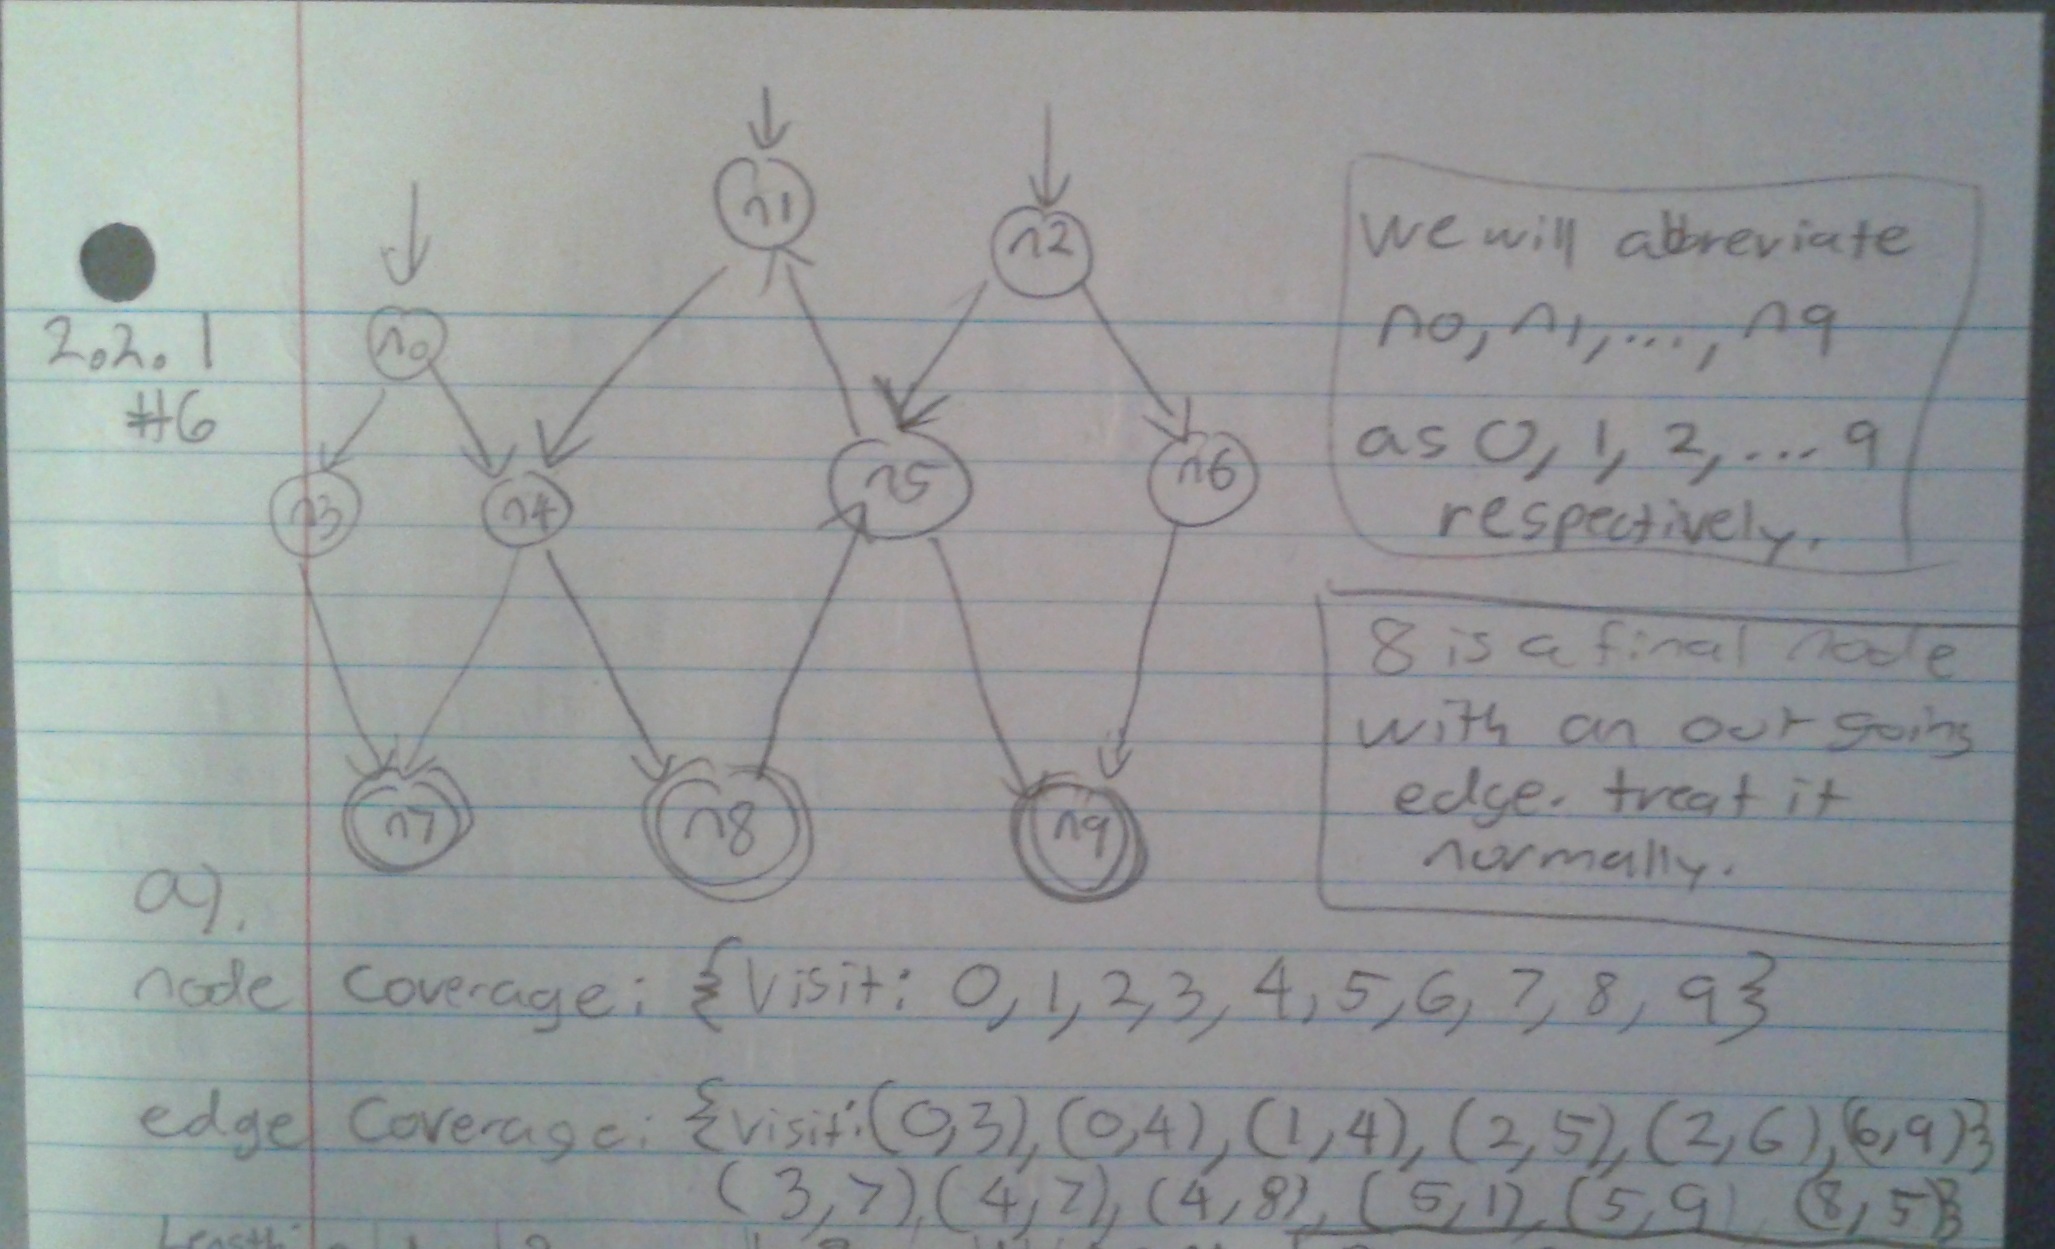 2.2.1
#6
n0
n1
n2
n3
n4
n5
n6
n7
n8
n9
We will abbreviate
n0, n1, ..., n9
as 0, 1, 2, ... 9
respectively.
8 is a final node
with an outgoing
edge. treat it
normally.
a).
node coverage: {Visit: 0, 1, 2, 3, 4, 5, 6, 7, 8, 9}
edge coverage: {Visit: (0,3), (0,4), (1,4), (2,5), (2,6), (6,9)}
(3,7), (4,7), (4,8), (5,1), (5,9), (8,5)}